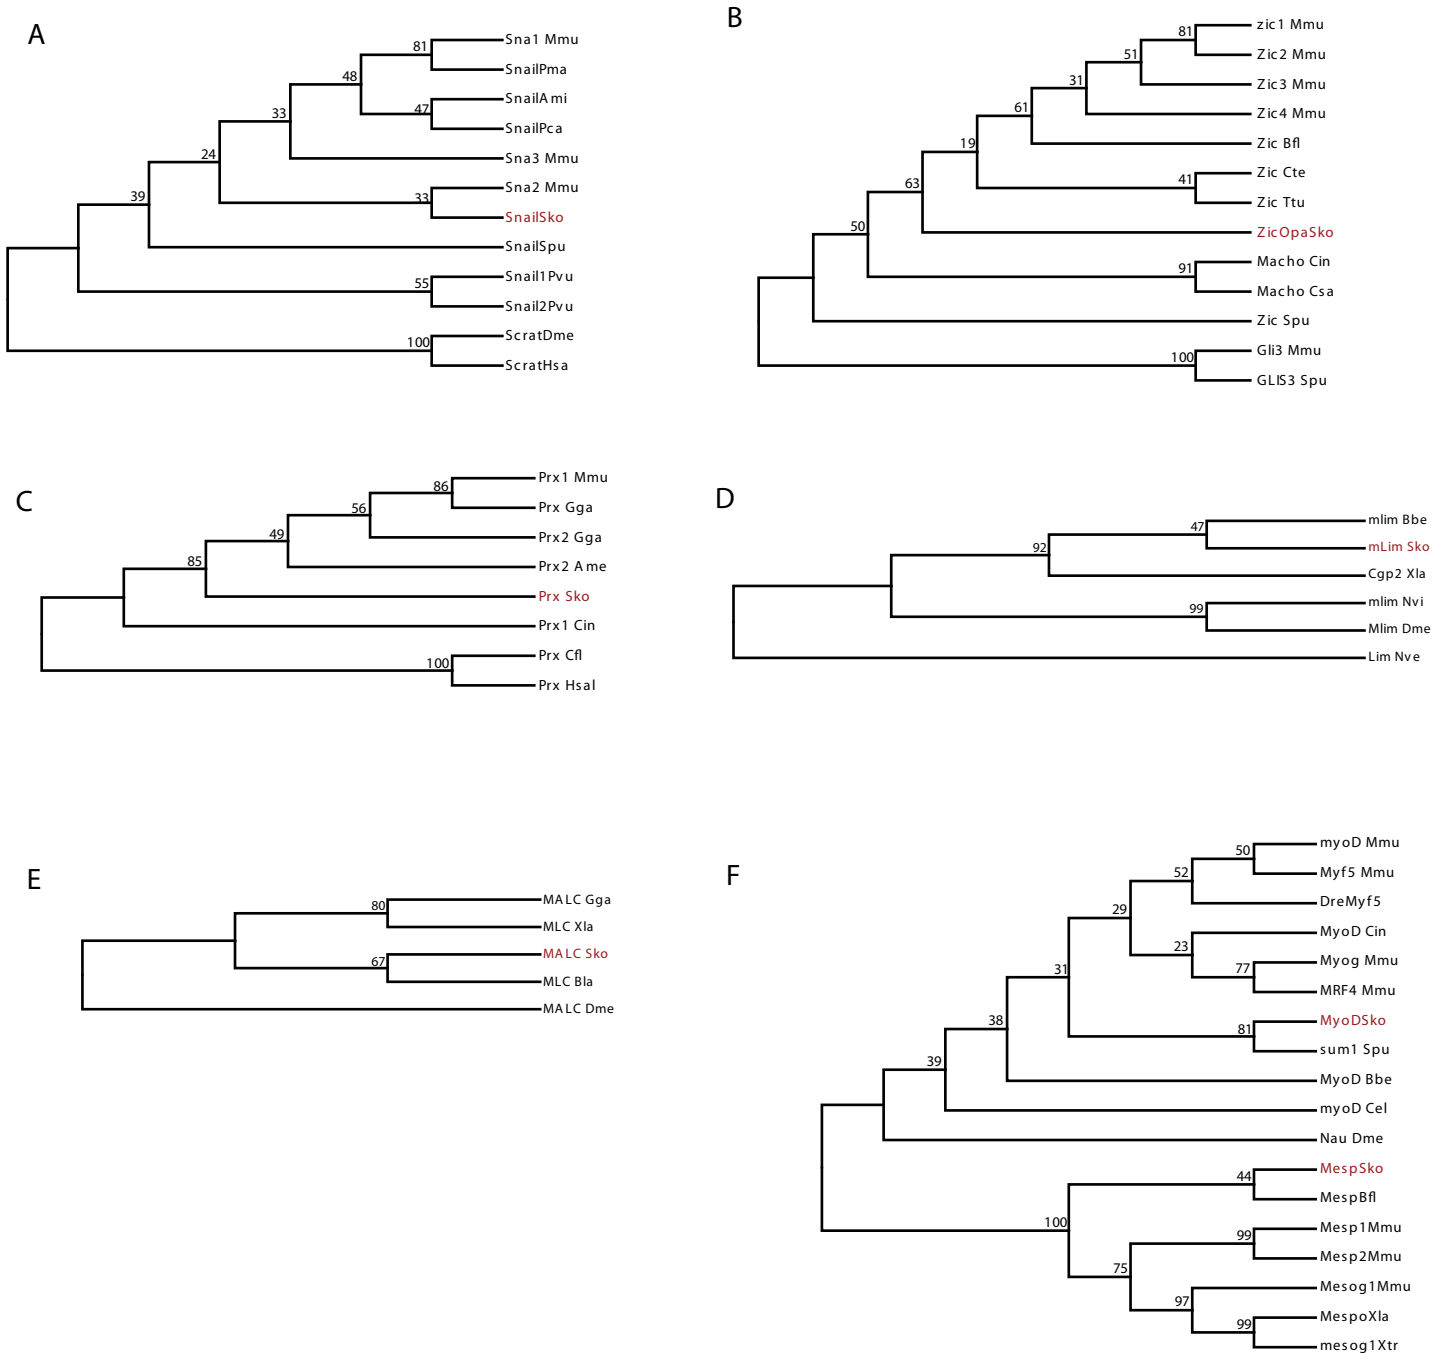 A
81
Sna1 Mmu
SnailPma
48
SnailAmi
47
SnailPca
33
Sna3 Mmu
24
Sna2 Mmu
33
SnailSko
39
SnailSpu
Snail1Pvu
55
Snail2Pvu
ScratDme
100
ScratHsa
B
zic1 Mmu
81
Zic2 Mmu
51
Zic3 Mmu
31
Zic4 Mmu
61
Zic Bfl
19
Zic Cte
41
Zic Ttu
63
ZicOpaSko
50
Macho Cin
91
Macho Csa
Zic Spu
Gli3 Mmu
100
GLIS3 Spu
C
Prx1 Mmu
86
Prx Gga
56
Prx2 Gga
49
Prx2 Ame
85
Prx Sko
Prx1 Cin
Prx Cfl
100
Prx Hsal
D
mlim Bbe
47
mLim Sko
92
Cgp2 Xla
mlim Nvi
99
Mlim Dme
Lim Nve
E
MALC Gga
80
MLC Xla
MALC Sko
67
MLC Bla
MALC Dme
F
myoD Mmu
50
Myf5 Mmu
52
DreMyf5
29
MyoD Cin
23
Myog Mmu
77
MRF4 Mmu
31
MyoDSko
81
sum1 Spu
38
MyoD Bbe
39
myoD Cel
Nau Dme
MespSko
44
MespBfl
100
Mesp1Mmu
99
Mesp2Mmu
75
Mesog1Mmu
97
MespoXla
99
mesog1Xtr